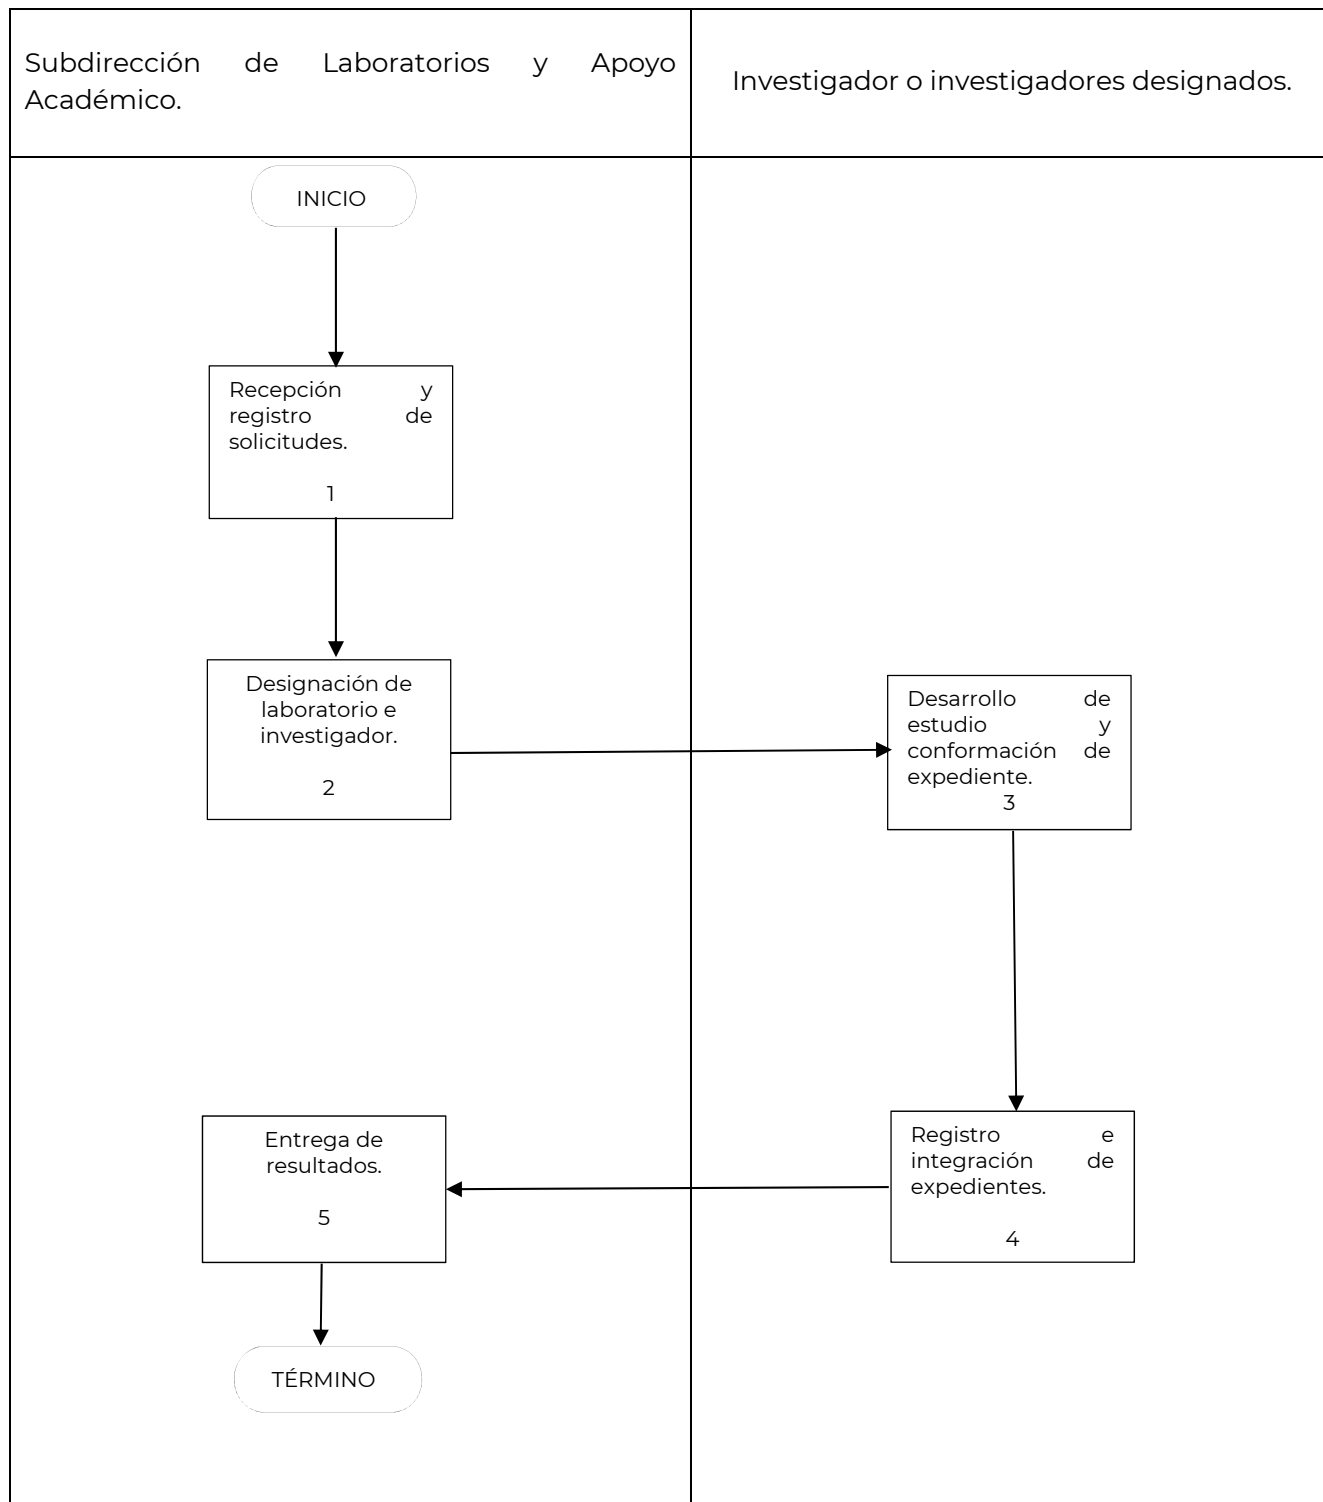 Subdirección de Laboratorios y Apoyo
Académico.
Investigador o investigadores designados.
INICIO
Recepción y
registro de
solicitudes.
1
Designación de
laboratorio e
investigador.
2
Desarrollo de
estudio y
conformación de
expediente.
3
Registro e
integración de
expedientes.
4
Entrega de
resultados.
5
TÉRMINO